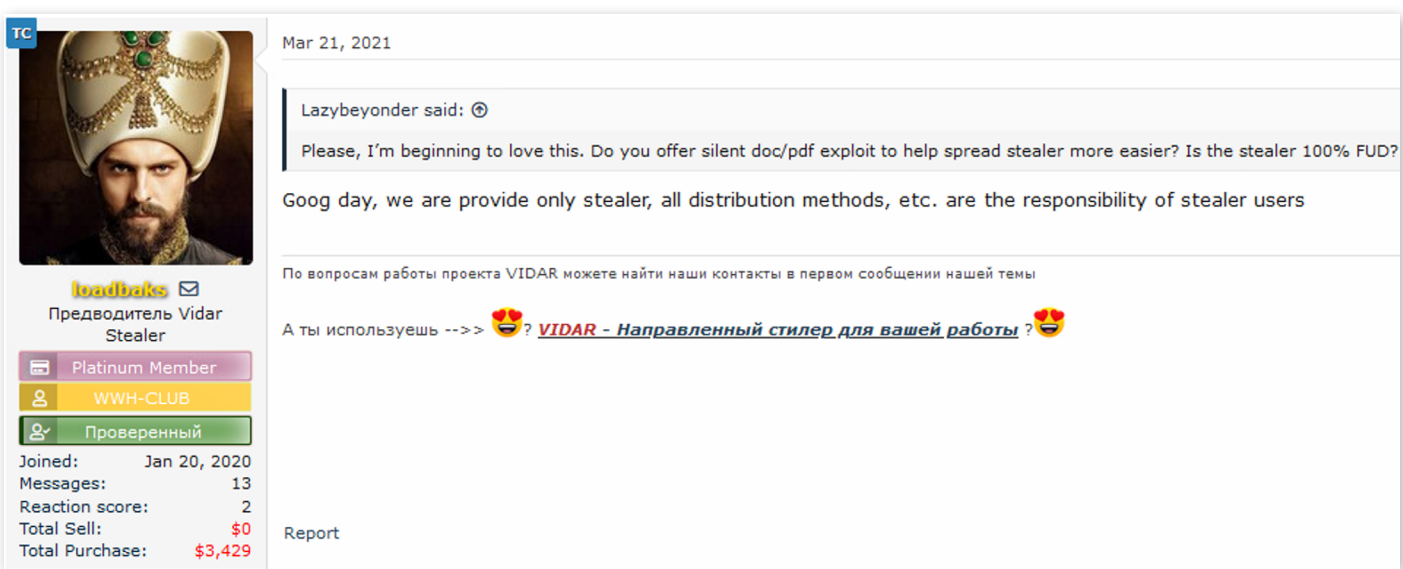 TC
Mar 21, 2021
Lazybeyonder said:
Please, I’m beginning to love this. Do you offer silent doc/pdf exploit to help spread stealer more easier? Is the stealer 100% FUD?
Goog day, we are provide only stealer, all distribution methods, etc. are the responsibility of stealer users
По вопросам работы проекта VIDAR можете найти наши контакты в первом сообщении нашей темы
А ты используешь -->> 😍? VIDAR - Направленный стилер для вашей работы ?😍
Report
loadbaks
Предводитель Vidar
Stealer
Platinum Member
WWH-CLUB
Проверенный
Joined: Jan 20, 2020
Messages: 13
Reaction score: 2
Total Sell: $0
Total Purchase: $3,429